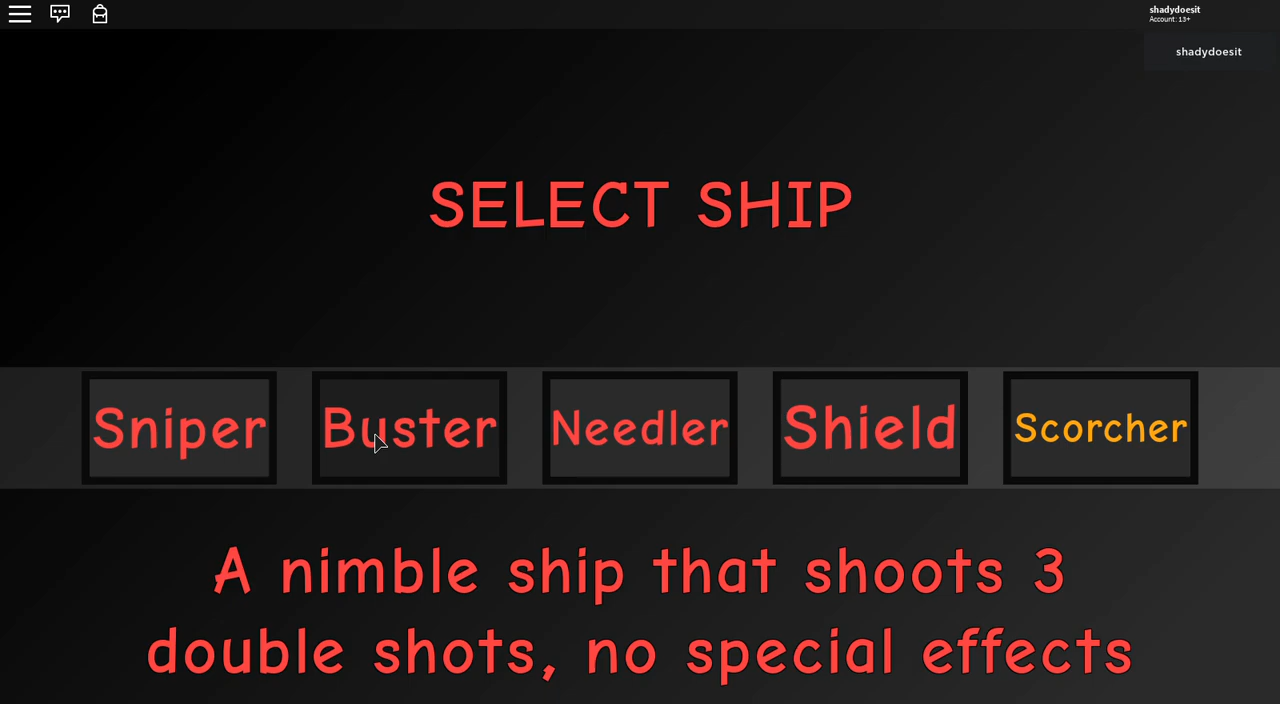 shadydoesit
Account: 13+
shadydoesit
SELECT SHIP
Sniper
Buster
Needler
Shield
Scorcher
A nimble ship that shoots 3
double shots, no special effects